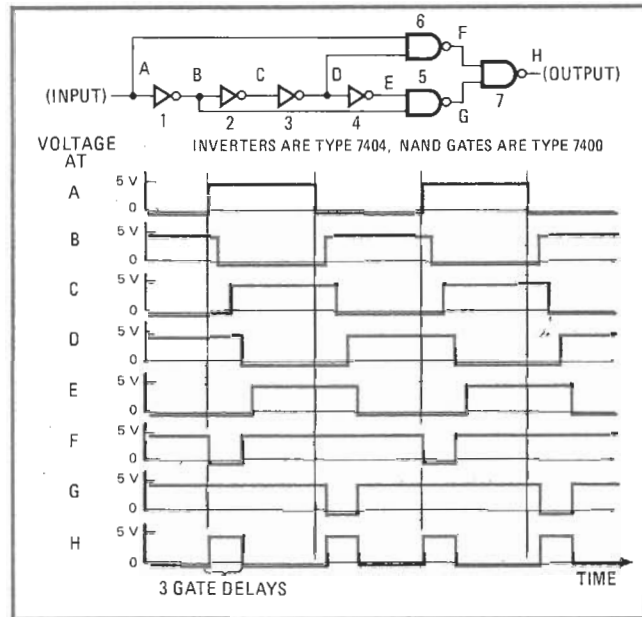 6
F
H
A
B
C
D
E
5
(INPUT)
(OUTPUT)
1
2
3
4
G
7
VOLTAGE
AT
INVERTERS ARE TYPE 7404, NAND GATES ARE TYPE 7400
A
5 V
0
B
5 V
0
C
5 V
0
D
5 V
0
E
5 V
0
F
5 V
0
G
5 V
0
H
5 V
0
TIME
3 GATE DELAYS